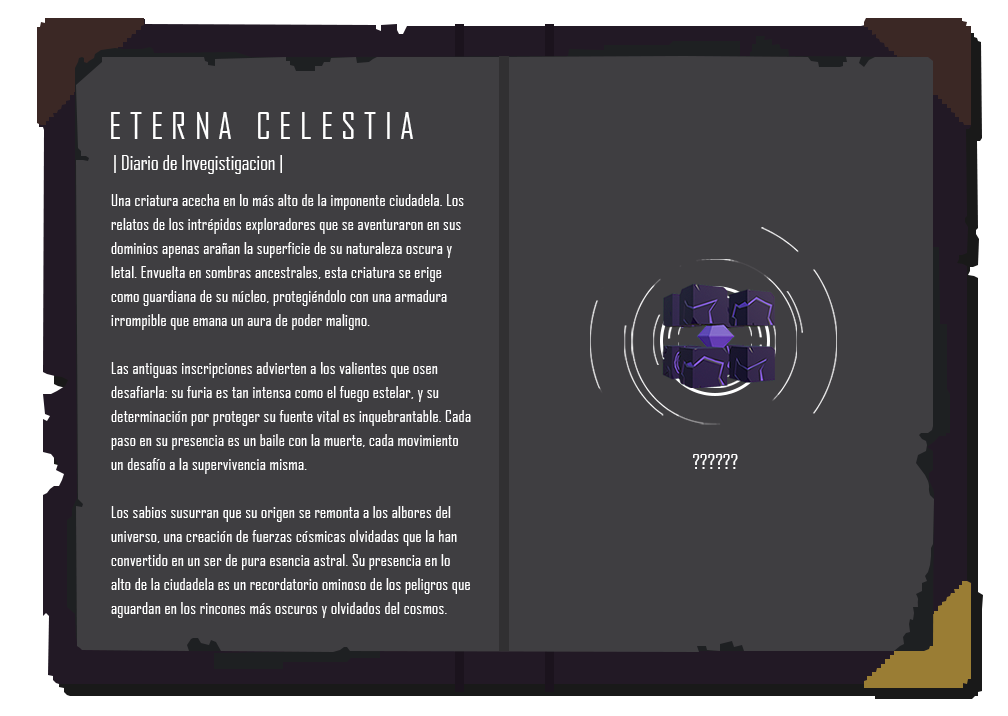 ETERNA CELESTIA
| Diario de Invegistigacion |
Una criatura acecha en lo más alto de la imponente ciudadela. Los
relatos de los intrépidos exploradores que se aventuraron en sus
dominios apenas arañan la superficie de su naturaleza oscura y
letal. Envuelta en sombras ancestrales, esta criatura se erige
como guardiana de su núcleo, protegiéndolo con una armadura
irrompible que emana un aura de poder maligno.
Las antiguas inscripciones advierten a los valientes que osen
desafiarla: su furia es tan intensa como el fuego estelar, y su
determinación por proteger su fuente vital es inquebrantable. Cada
paso en su presencia es un baile con la muerte, cada movimiento
un desafío a la supervivencia misma.
Los sabios susurran que su origen se remonta a los albores del
universo, una creación de fuerzas cósmicas olvidadas que la han
convertido en un ser de pura esencia astral. Su presencia en lo
alto de la ciudadela es un recordatorio ominoso de los peligros que
aguardan en los rincones más oscuros y olvidados del cosmos.
??????